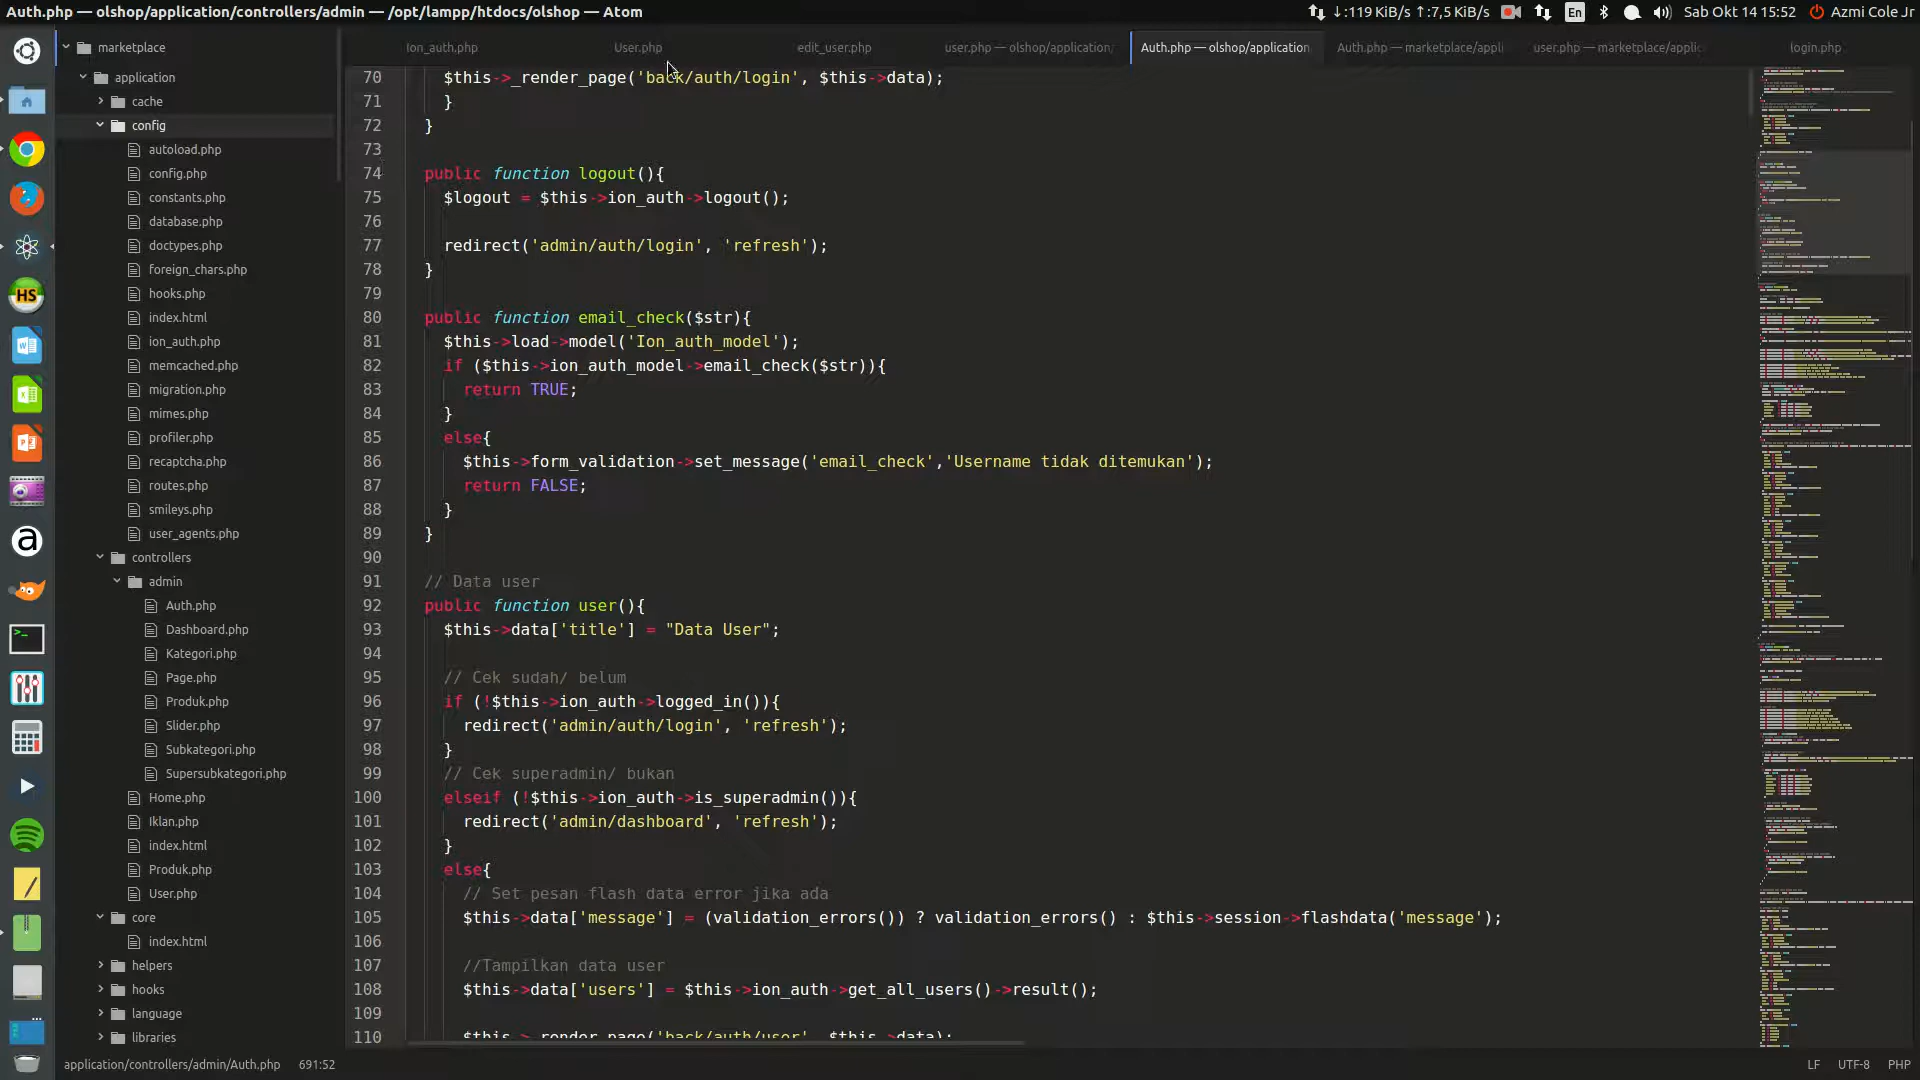 Auth.php — olshop/application/controllers/admin — /opt/lampp/htdocs/olshop — Atom
↓:119 KiB/s ↑:7,5 KiB/s En Sab Okt 14 15:52 Azmi Cole Jr
marketplace
application
cache
config
autoload.php
config.php
constants.php
database.php
doctypes.php
foreign_chars.php
hooks.php
index.html
ion_auth.php
memcached.php
migration.php
mimes.php
profiler.php
recaptcha.php
routes.php
smileys.php
user_agents.php
controllers
admin
Auth.php
Dashboard.php
Kategori.php
Page.php
Produk.php
Slider.php
Subkategori.php
Supersubkategori.php
Home.php
Iklan.php
index.html
Produk.php
User.php
core
index.html
helpers
hooks
language
libraries
Ion_auth.php User.php edit_user.php user.php — olshop/application/ Auth.php — olshop/application Auth.php — marketplace/appli user.php — marketplace/applic login.php
70 $this->_render_page('back/auth/login', $this->data);
71 }
72 }
73
74 public function logout(){
75 $logout = $this->ion_auth->logout();
76
77 redirect('admin/auth/login', 'refresh');
78 }
79
80 public function email_check($str){
81 $this->load->model('Ion_auth_model');
82 if ($this->ion_auth_model->email_check($str)){
83 return TRUE;
84 }
85 else{
86 $this->form_validation->set_message('email_check','Username tidak ditemukan');
87 return FALSE;
88 }
89 }
90
91 // Data user
92 public function user(){
93 $this->data['title'] = "Data User";
94
95 // Cek sudah/ belum
96 if (!$this->ion_auth->logged_in()){
97 redirect('admin/auth/login', 'refresh');
98 }
99 // Cek superadmin/ bukan
100 elseif (!$this->ion_auth->is_superadmin()){
101 redirect('admin/dashboard', 'refresh');
102 }
103 else{
104 // Set pesan flash data error jika ada
105 $this->data['message'] = (validation_errors()) ? validation_errors() : $this->session->flashdata('message');
106
107 //Tampilkan data user
108 $this->data['users'] = $this->ion_auth->get_all_users()->result();
109
110 $this->_render_page('back/auth/user', $this->data);
HS
a
application/controllers/admin/Auth.php 691:52
LF UTF-8 PHP